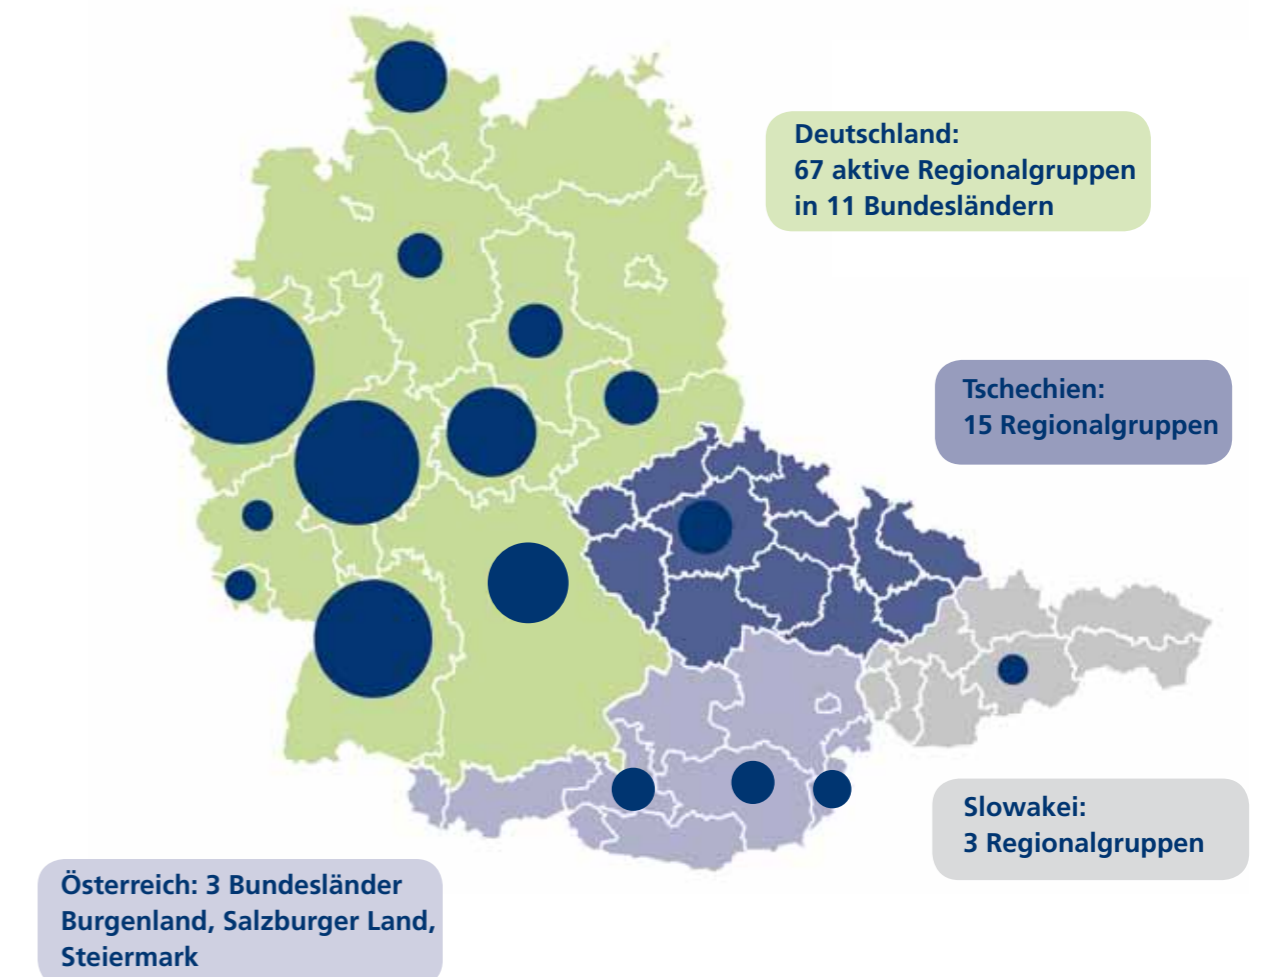 Deutschland:
67 aktive Regionalgruppen
in 11 Bundesländern
Tschechien:
15 Regionalgruppen
Slowakei:
3 Regionalgruppen
Österreich: 3 Bundesländer
Burgenland, Salzburger Land,
Steiermark